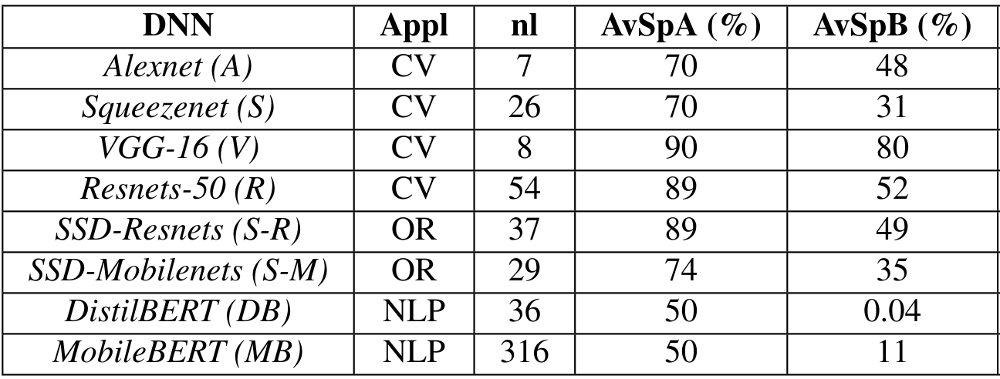 DNN Appl nl AvSpA (%) AvSpB (%)
Alexnet (A) CV 7 70 48
Squeezenet (S) CV 26 70 31
VGG-16 (V) CV 8 90 80
Resnets-50 (R) CV 54 89 52
SSD-Resnets (S-R) OR 37 89 49
SSD-Mobilenets (S-M) OR 29 74 35
DistilBERT (DB) NLP 36 50 0.04
MobileBERT (MB) NLP 316 50 11